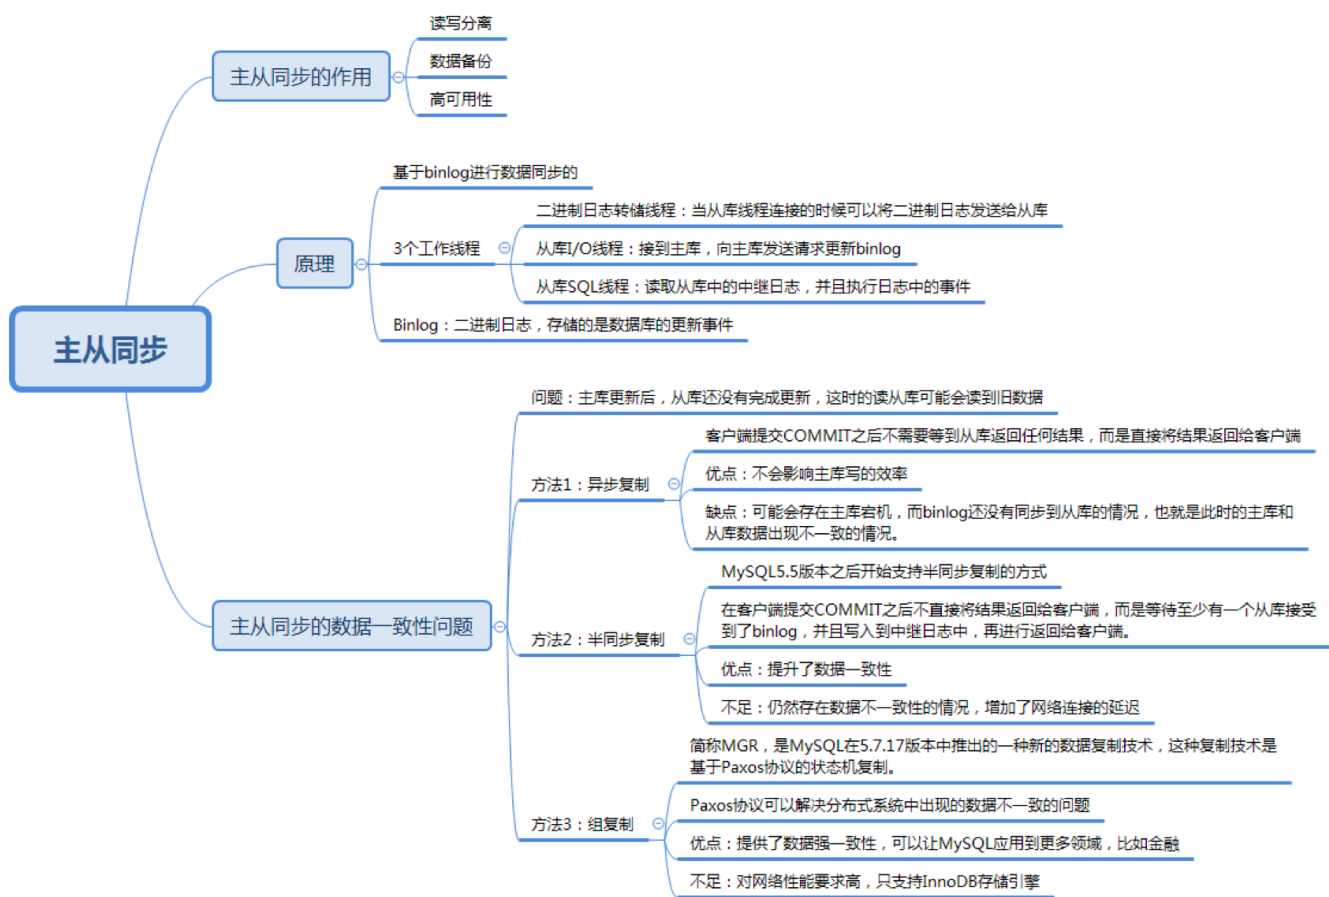 主从同步
主从同步的作用
读写分离
数据备份
高可用性
原理
基于binlog进行数据同步的
3个工作线程
二进制日志转储线程：当从库线程连接的时候可以将二进制日志发送给从库
从库I/O线程：接到主库，向主库发送请求更新binlog
从库SQL线程：读取从库中的中继日志，并且执行日志中的事件
Binlog：二进制日志，存储的是数据库的更新事件
主从同步的数据一致性问题
问题：主库更新后，从库还没有完成更新，这时的读从库可能会读到旧数据
方法1：异步复制
客户端提交COMMIT之后不需要等到从库返回任何结果，而是直接将结果返回给客户端
优点：不会影响主库写的效率
缺点：可能会存在主库宕机，而binlog还没有同步到从库的情况，也就是此时的主库和
从库数据出现不一致的情况。
方法2：半同步复制
MySQL5.5版本之后开始支持半同步复制的方式
在客户端提交COMMIT之后不直接将结果返回给客户端，而是等待至少有一个从库接受
到了binlog，并且写入到中继日志中，再进行返回给客户端。
优点：提升了数据一致性
不足：仍然存在数据不一致性的情况，增加了网络连接的延迟
方法3：组复制
简称MGR，是MySQL在5.7.17版本中推出的一种新的数据复制技术，这种复制技术是
基于Paxos协议的状态机复制。
Paxos协议可以解决分布式系统中出现的数据不一致的问题
优点：提供了数据强一致性，可以让MySQL应用到更多领域，比如金融
不足：对网络性能要求高，只支持InnoDB存储引擎